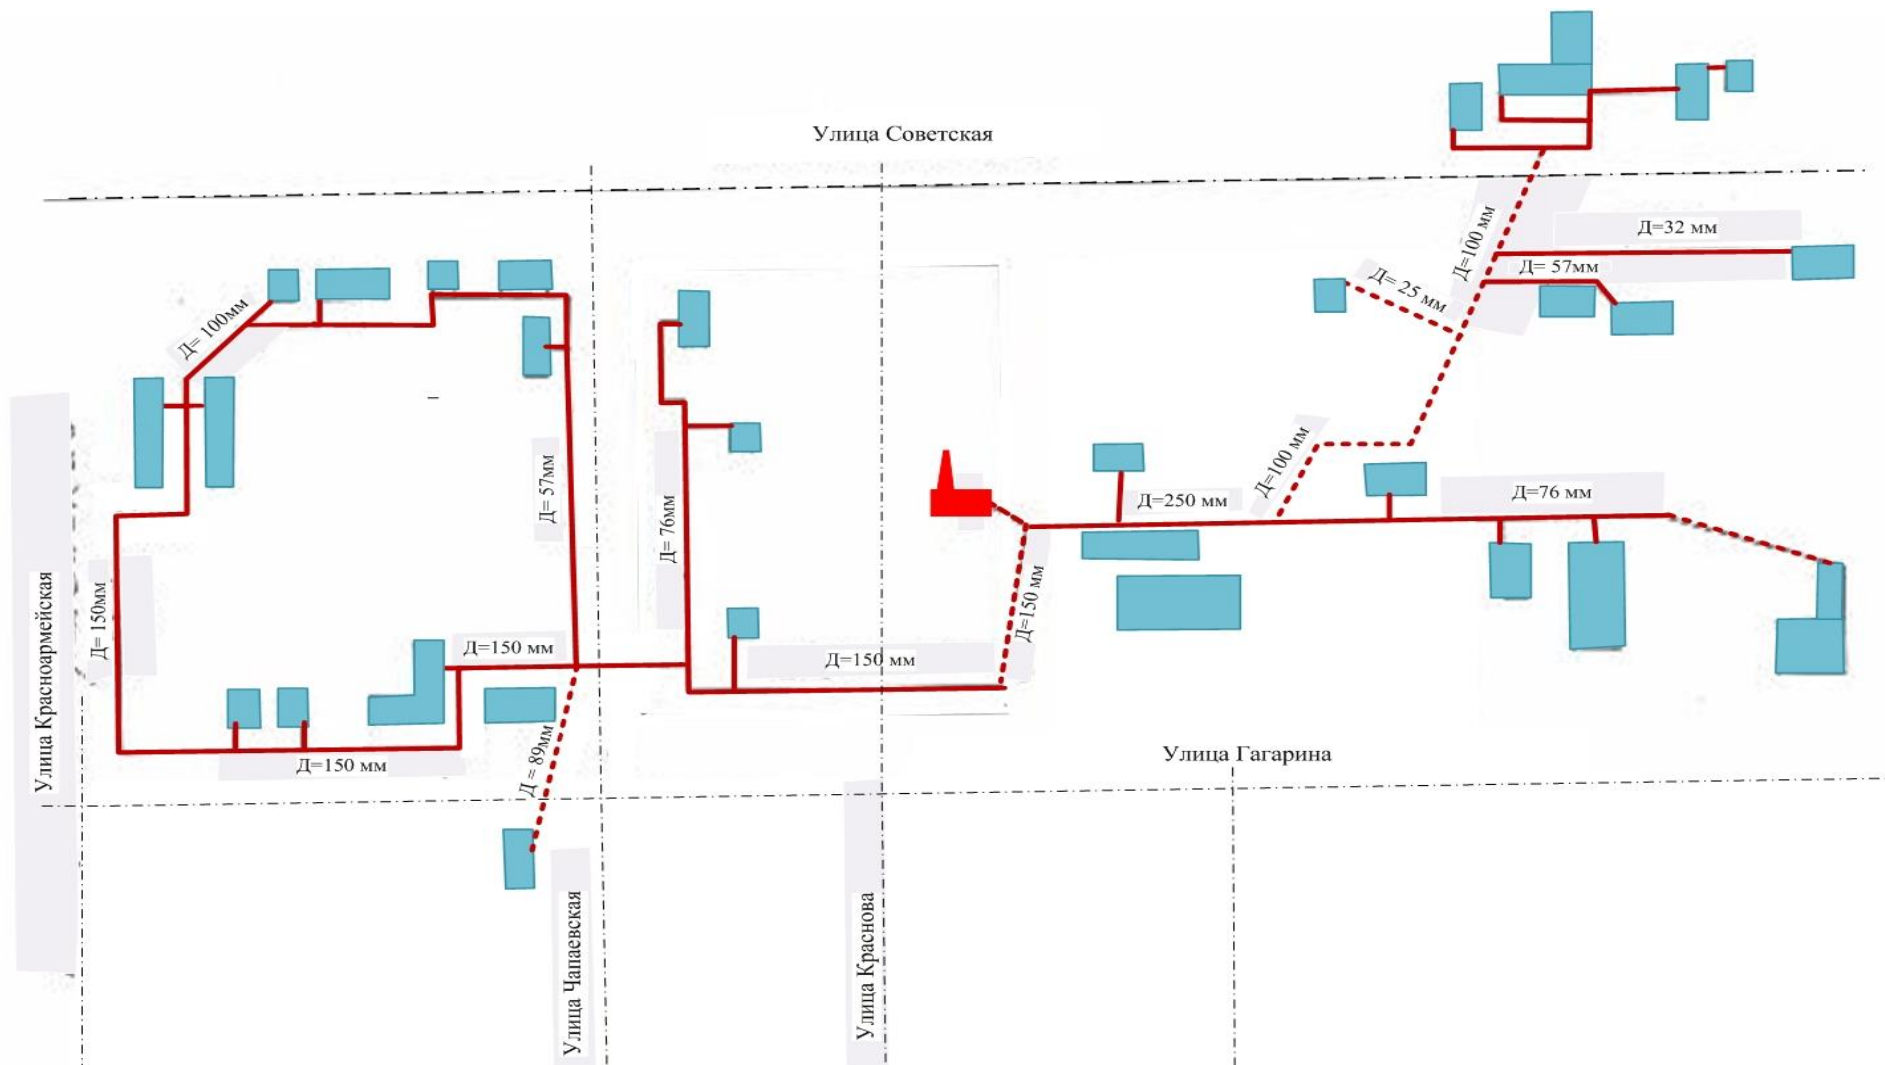 Улица Советская
Д=100 мм
Д=32 мм
Д= 57мм
Д= 25 мм
Д= 100мм
Д= 57мм
Д= 76мм
Д=250 мм
Д=100 мм
Д=76 мм
Д= 150мм
Д=150 мм
Д=150 мм
Д=150 мм
Д=150 мм
Д = 89мм
Улица Гагарина
Улица Красноармейская
Улица Чапаевская
Улица Краснова